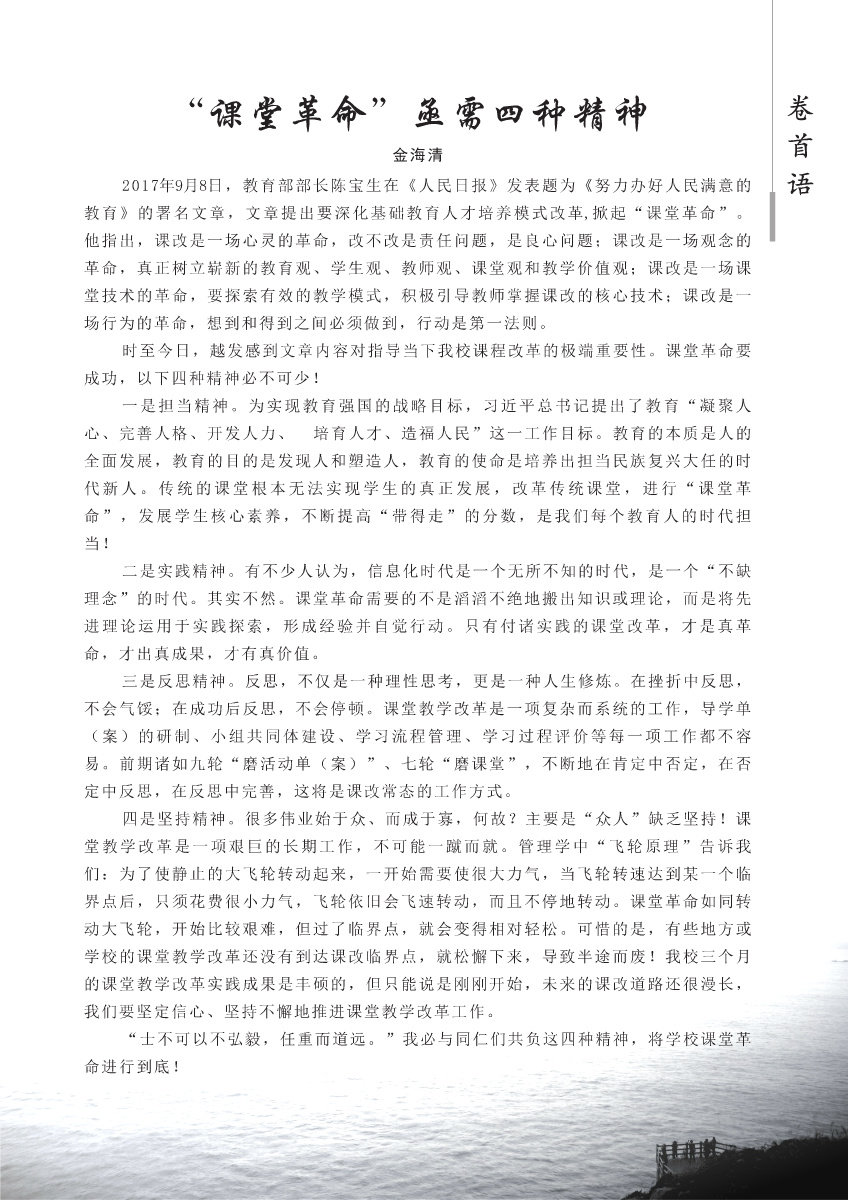 “课堂革命”亟需四种精神
卷首语
金海清
2017年9月8日，教育部部长陈宝生在《人民日报》发表题为《努力办好人民满意的
教育》的署名文章，文章提出要深化基础教育人才培养模式改革,掀起“课堂革命”。
他指出，课改是一场心灵的革命，改不改是责任问题，是良心问题；课改是一场观念的
革命，真正树立崭新的教育观、学生观、教师观、课堂观和教学价值观；课改是一场课
堂技术的革命，要探索有效的教学模式，积极引导教师掌握课改的核心技术；课改是一
场行为的革命，想到和得到之间必须做到，行动是第一法则。
时至今日，越发感到文章内容对指导当下我校课程改革的极端重要性。课堂革命要
成功，以下四种精神必不可少！
一是担当精神。为实现教育强国的战略目标，习近平总书记提出了教育“凝聚人
心、完善人格、开发人力、　培育人才、造福人民”这一工作目标。教育的本质是人的
全面发展，教育的目的是发现人和塑造人，教育的使命是培养出担当民族复兴大任的时
代新人。传统的课堂根本无法实现学生的真正发展，改革传统课堂，进行“课堂革
命”，发展学生核心素养，不断提高“带得走”的分数，是我们每个教育人的时代担
当！
二是实践精神。有不少人认为，信息化时代是一个无所不知的时代，是一个“不缺
理念”的时代。其实不然。课堂革命需要的不是滔滔不绝地搬出知识或理论，而是将先
进理论运用于实践探索，形成经验并自觉行动。只有付诸实践的课堂改革，才是真革
命，才出真成果，才有真价值。
三是反思精神。反思，不仅是一种理性思考，更是一种人生修炼。在挫折中反思，
不会气馁；在成功后反思，不会停顿。课堂教学改革是一项复杂而系统的工作，导学单
（案）的研制、小组共同体建设、学习流程管理、学习过程评价等每一项工作都不容
易。前期诸如九轮“磨活动单（案）”、七轮“磨课堂”，不断地在肯定中否定，在否
定中反思，在反思中完善，这将是课改常态的工作方式。
四是坚持精神。很多伟业始于众、而成于寡，何故？主要是“众人”缺乏坚持！课
堂教学改革是一项艰巨的长期工作，不可能一蹴而就。管理学中“飞轮原理”告诉我
们：为了使静止的大飞轮转动起来，一开始需要使很大力气，当飞轮转速达到某一个临
界点后，只须花费很小力气，飞轮依旧会飞速转动，而且不停地转动。课堂革命如同转
动大飞轮，开始比较艰难，但过了临界点，就会变得相对轻松。可惜的是，有些地方或
学校的课堂教学改革还没有到达课改临界点，就松懈下来，导致半途而废！我校三个月
的课堂教学改革实践成果是丰硕的，但只能说是刚刚开始，未来的课改道路还很漫长，
我们要坚定信心、坚持不懈地推进课堂教学改革工作。
“士不可以不弘毅，任重而道远。”我必与同仁们共负这四种精神，将学校课堂革
命进行到底！